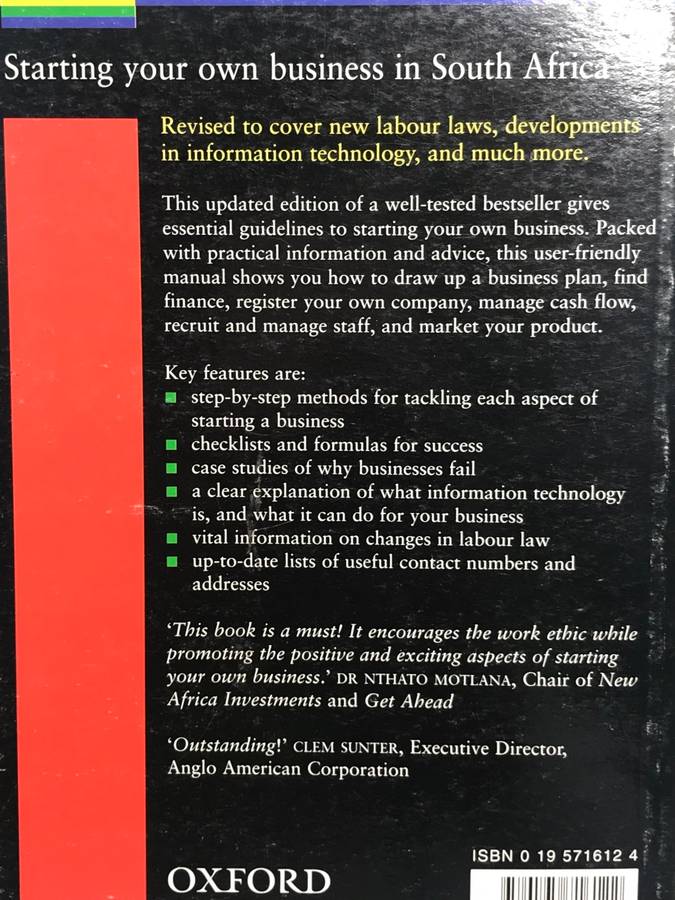 Starting your own business in South Africa
Revised to cover new labour laws, developments
in information technology, and much more.
This updated edition of a well-tested bestseller gives
essential guidelines to starting your own business. Packed
with practical information and advice, this user-friendly
manual shows you how to draw up a business plan, find
finance, register your own company, manage cash flow,
recruit and manage staff, and market your product.
Key features are:
step-by-step methods for tackling each aspect of
starting a business
checklists and formulas for success
case studies of why businesses fail
a clear explanation of what information technology
is, and what it can do for your business
vital information on changes in labour law
up-to-date lists of useful contact numbers and
addresses
‘This book is a must! It encourages the work ethic while
promoting the positive and exciting aspects of starting
your own business.’ DR NTHATO MOTLANA, Chair of New
Africa Investments and Get Ahead
‘Outstanding!’ CLEM SUNTER, Executive Director,
Anglo American Corporation
ISBN 0 19 571612 4
OXFORD